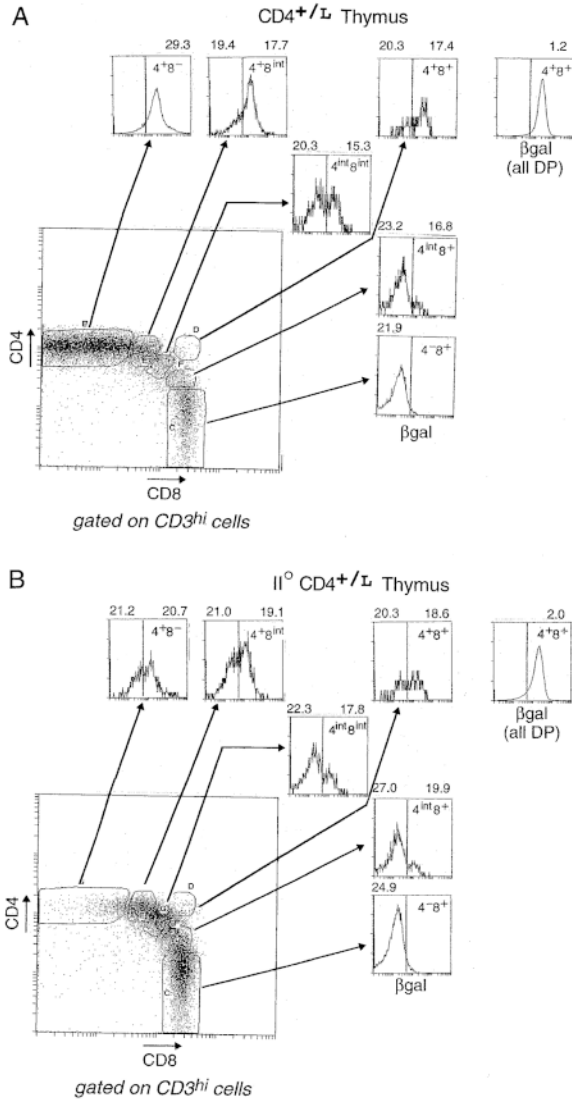 A
CD4+/L Thymus
29.3 19.4 17.7 20.3 17.4 1.2
4+8− 4+8int 4+8+ 4+8+
βgal
(all DP)
20.3 15.3
4int8int
23.2 16.8
4int8+
D
CD4
21.9
4−8+
C
βgal
CD8
gated on CD3hi cells
B
II° CD4+/L Thymus
21.2 20.7 21.0 19.1 20.3 18.6 2.0
4+8− 4+8int 4+8+ 4+8+
βgal
(all DP)
22.3 17.8
4int8int
27.0 19.9
4int8+
D
CD4
24.9
4−8+
C
βgal
CD8
gated on CD3hi cells